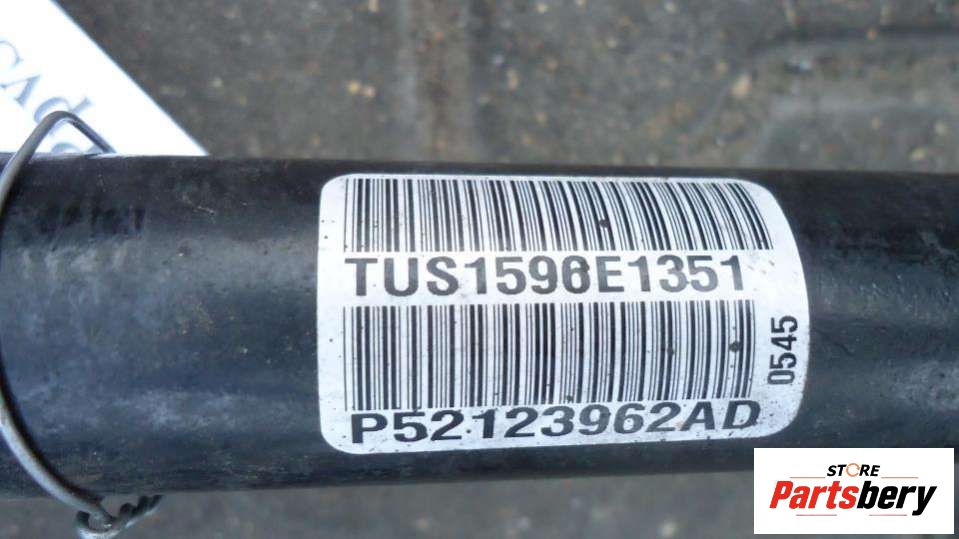 TUS1596E1351
P52123962AD
0545
STORE
Partsbery